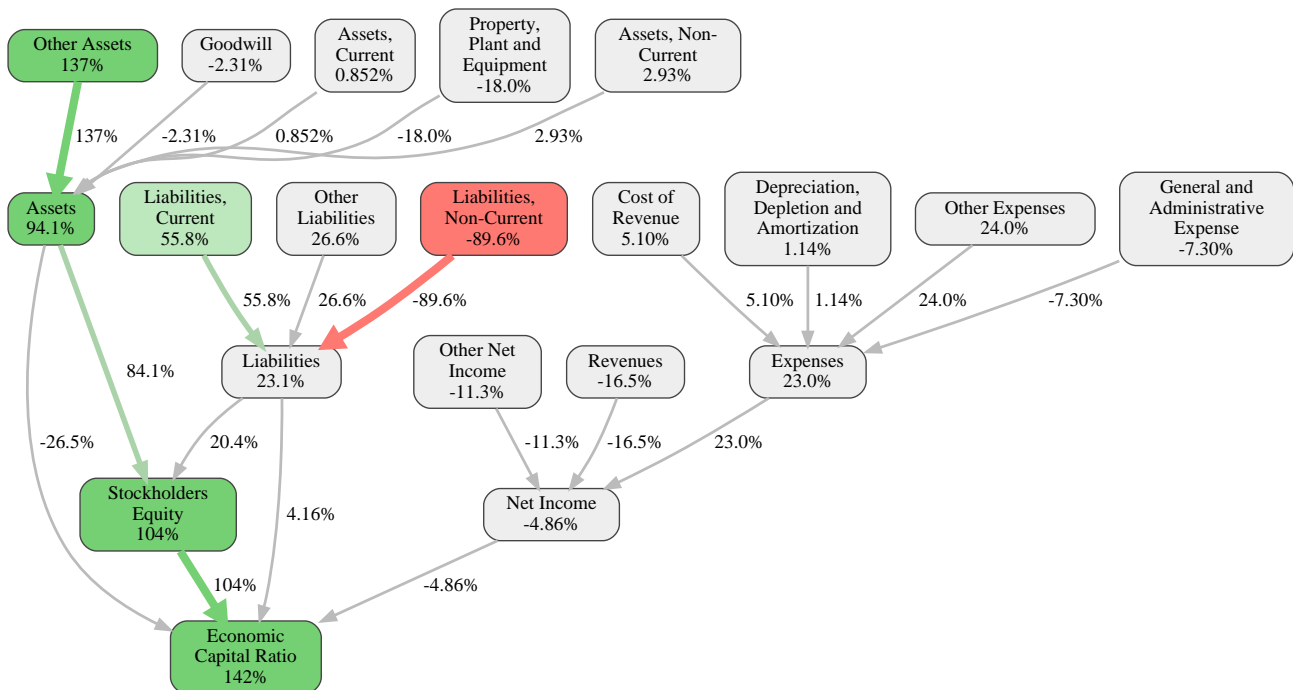 Other Assets
137%
Goodwill
-2.31%
Assets,
Current
0.852%
Property,
Plant and
Equipment
-18.0%
Assets, Non-
Current
2.93%
137%
-2.31%
0.852%
-18.0%
2.93%
Assets
94.1%
Liabilities,
Current
55.8%
Other
Liabilities
26.6%
Liabilities,
Non-Current
-89.6%
Cost of
Revenue
5.10%
Depreciation,
Depletion and
Amortization
1.14%
Other Expenses
24.0%
General and
Administrative
Expense
-7.30%
55.8%
26.6%
-89.6%
5.10%
1.14%
24.0%
-7.30%
84.1%
Liabilities
23.1%
Other Net
Income
-11.3%
Revenues
-16.5%
Expenses
23.0%
-26.5%
20.4%
-11.3%
-16.5%
23.0%
Stockholders
Equity
104%
4.16%
Net Income
-4.86%
104%
-4.86%
Economic
Capital Ratio
142%